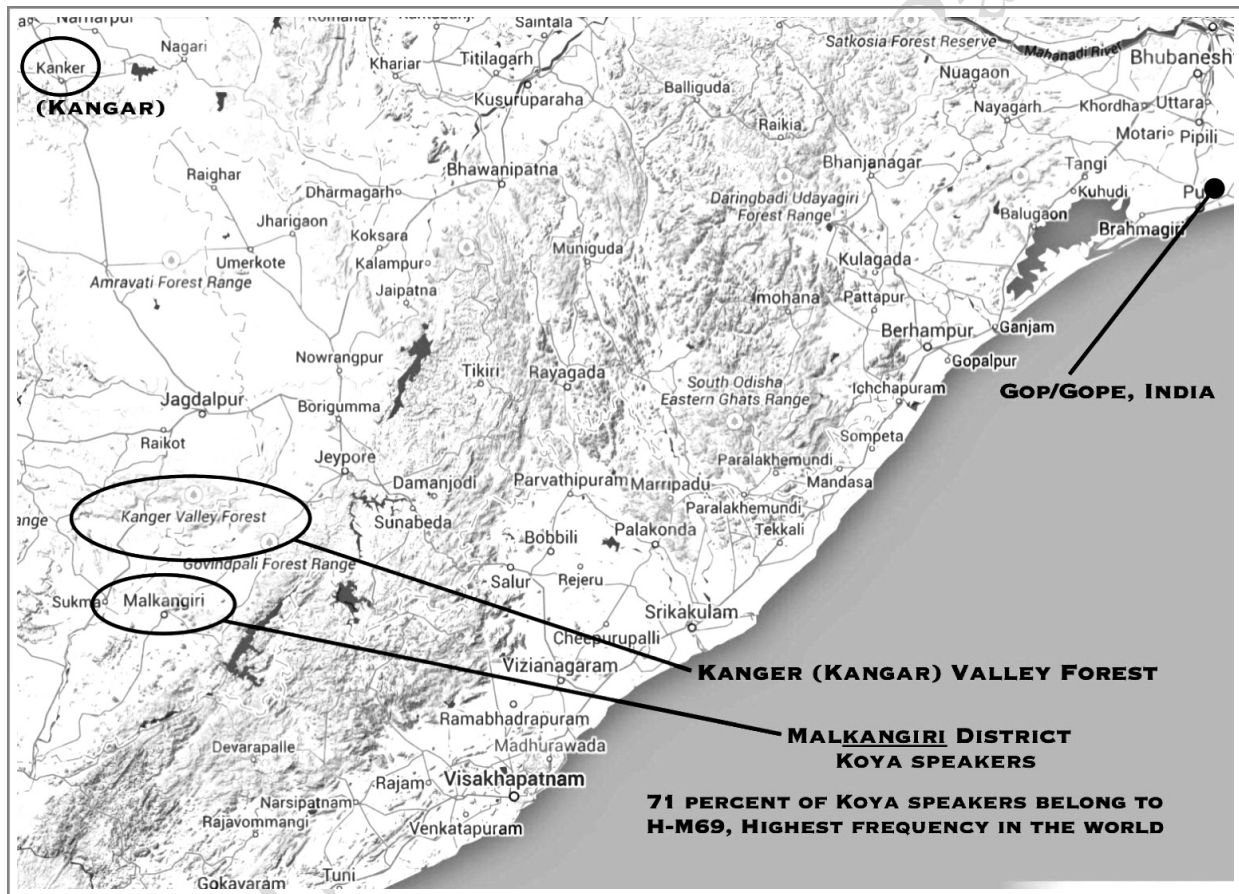 Saintala
Narharpur
Nagari
Satkosia Forest Reserve
Mahanadi River
Kanker
Khariar
Titilagarh
Bhubanesh
(Kangar)
Kusuruparaha
Balliguda
Nuagaon
Nayagarh
Khordha
Uttara
Raikia
Motari
Pipili
Bhawanipatna
Bhanjanagar
Tangi
Raighar
Dharmagarh
Daringbadi Udayagiri
Forest Range
Kuhudi
Pu
Jharigaon
Balugaon
Brahmagiri
Koksara
Muniguda
Umerkote
Kalampur
Kulagada
Amravati Forest Range
Jaipatna
Imohana
Pattapur
Berhampur
Ganjam
Nowrangpur
Gopalpur
Tikiri
Rayagada
South Odisha
Eastern Ghats Range
Ichchapuram
Gop/Gope, India
Jagdalpur
Borigumma
Raikot
Sompeta
Jeypore
Paralakhemundi
Damanjodi
Parvathipuram
Marripadu
Mandasa
ange
Kanger Valley Forest
Sunabeda
Paralakhemundi
Bobbili
Palakonda
Tekkali
Govindpali Forest Range
Salur
Rejeru
Sukma
Malkangiri
Srikakulam
Cheepurupalli
Vizianagaram
Kanger (Kangar) Valley Forest
Ramabhadrapuram
Malkangiri District
Koya speakers
Devarapalle
Madhurawada
Rajam
Visakhapatnam
71 percent of Koya speakers belong to
H-M69, Highest frequency in the world
Narsipatnam
Rajavommangi
Venkatapuram
Tuni
Gokavaram